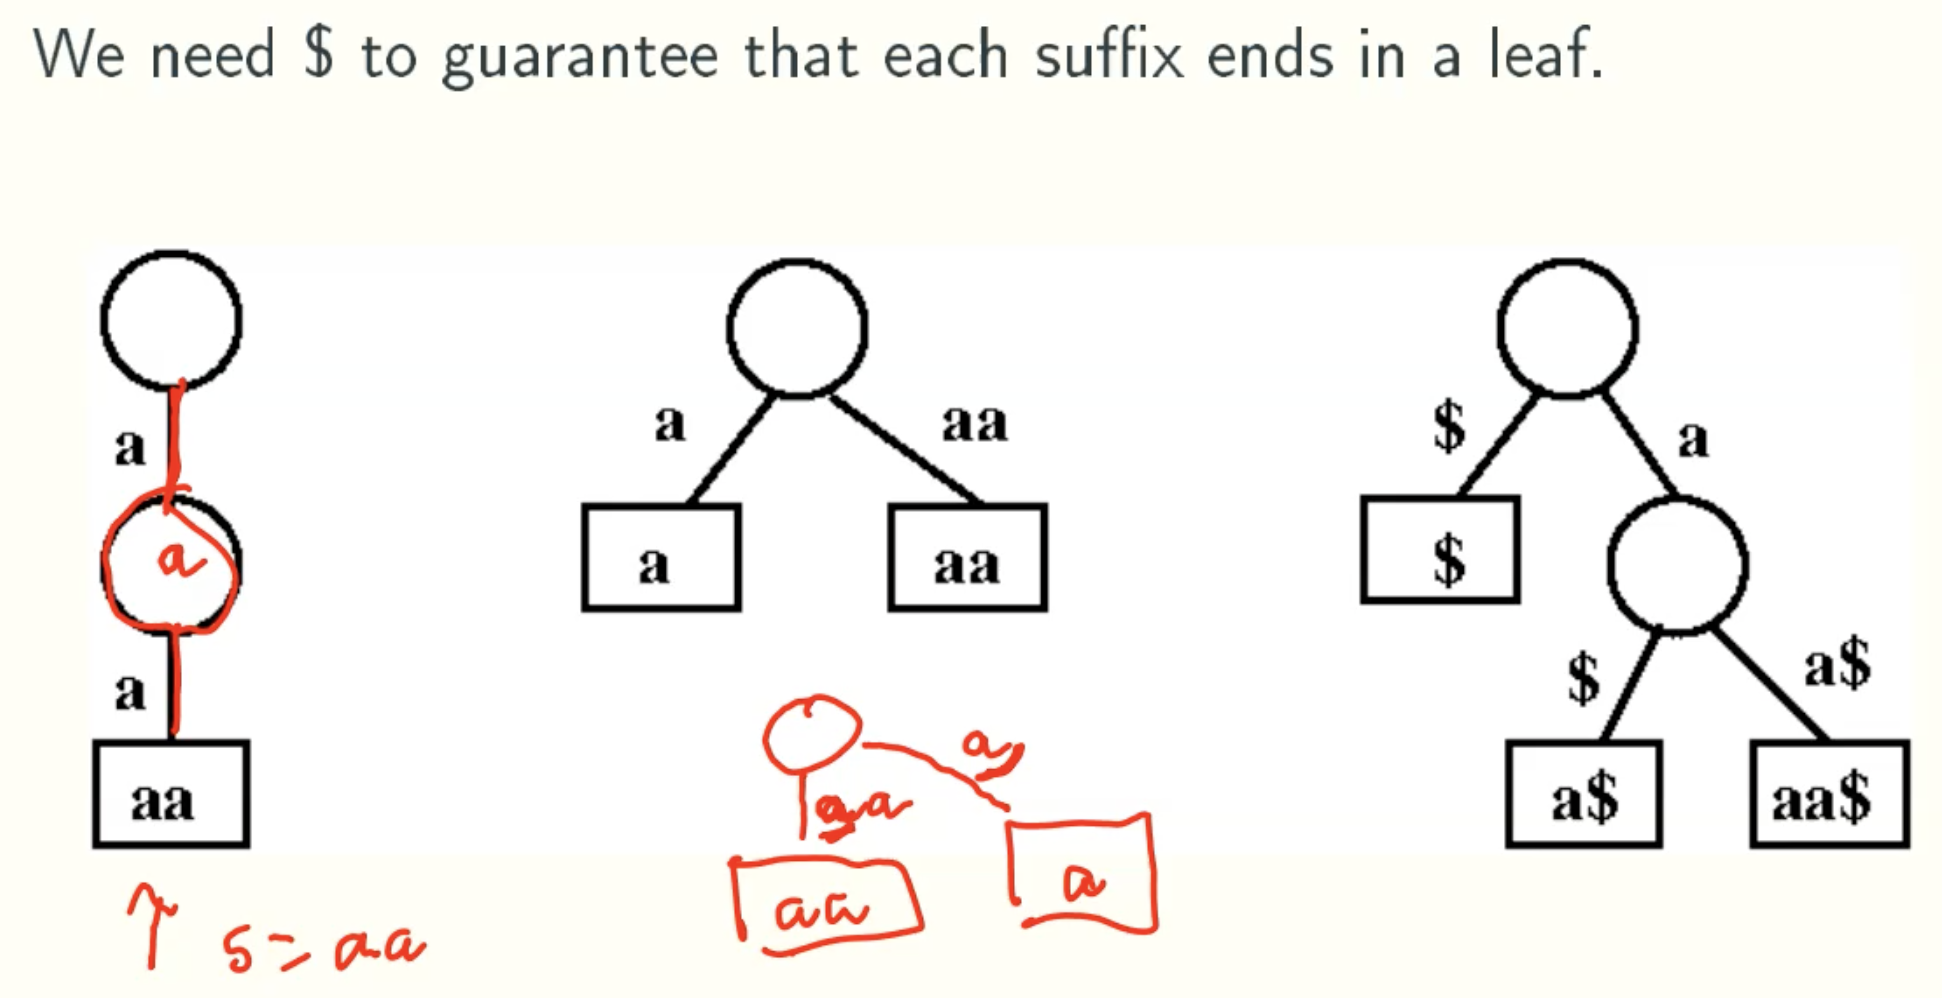 We need $ to guarantee that each suffix ends in a leaf.
a
a
a
aa
a
aa
a
aa
$
a
$
$
a$
a$
aa$
a
aa
aa
a
s = aa